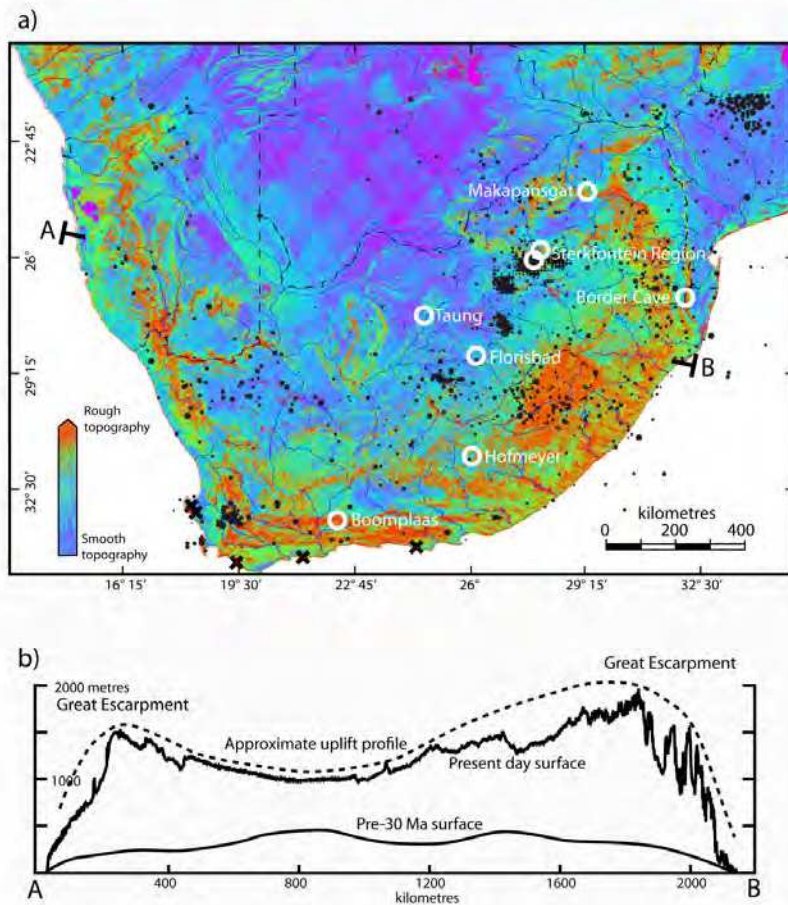 a)
22°45'
Makapansgat
A
26°
Sterkfontein Region
Border Cave
Taung
29°15'
Florisbad
B
Rough
topography
Hofmeyer
32°30'
Smooth
topography
Boomplaas
kilometres
0 200 400
16°15' 19°30' 22°45' 26° 29°15' 32°30'
b)
2000 metres
Great Escarpment
Great Escarpment
Approximate uplift profile
1000
Present day surface
Pre-30 Ma surface
A 400 800 1200 1600 2000 B
kilometres